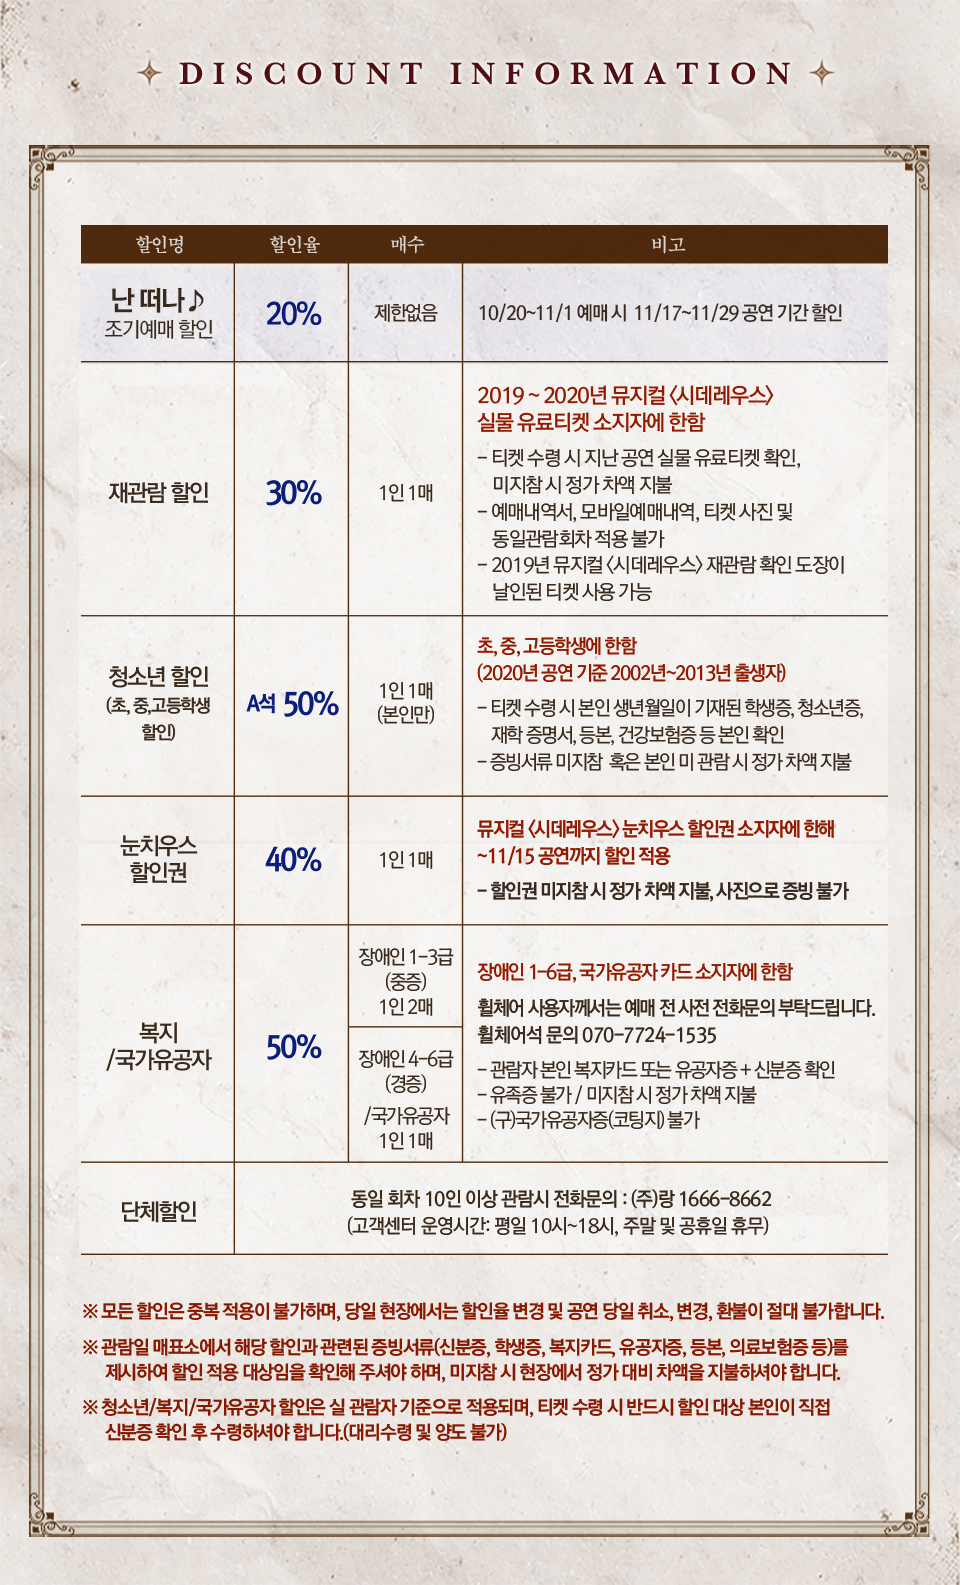 DISCOUNT INFORMATION
할인명 할인율 매수 비고
난 떠나♪
조기예매 할인
20%
제한없음
10/20~11/1 예매 시 11/17~11/29 공연 기간 할인
재관람 할인
30%
1인 1매
2019 ~ 2020년 뮤지컬 〈시데레우스〉
실물 유료티켓 소지자에 한함
- 티켓 수령 시 지난 공연 실물 유료티켓 확인,
미지참 시 정가 차액 지불
- 예매내역서, 모바일예매내역, 티켓 사진 및
동일관람회차 적용 불가
- 2019년 뮤지컬 〈시데레우스〉 재관람 확인 도장이
날인된 티켓 사용 가능
청소년 할인
(초, 중,고등학생
할인)
A석 50%
1인 1매
(본인만)
초, 중, 고등학생에 한함
(2020년 공연 기준 2002년~2013년 출생자)
- 티켓 수령 시 본인 생년월일이 기재된 학생증, 청소년증,
재학 증명서, 등본, 건강보험증 등 본인 확인
- 증빙서류 미지참 혹은 본인 미 관람 시 정가 차액 지불
눈치우스
할인권
40%
1인 1매
뮤지컬 〈시데레우스〉 눈치우스 할인권 소지자에 한해
~11/15 공연까지 할인 적용
- 할인권 미지참 시 정가 차액 지불, 사진으로 증빙 불가
복지
/국가유공자
50%
장애인 1-3급
(중증)
1인 2매
장애인 4-6급
(경증)
/국가유공자
1인 1매
장애인 1-6급, 국가유공자 카드 소지자에 한함
휠체어 사용자께서는 예매 전 사전 전화문의 부탁드립니다.
휠체어석 문의 070-7724-1535
- 관람자 본인 복지카드 또는 유공자증 + 신분증 확인
- 유족증 불가 / 미지참 시 정가 차액 지불
- (구)국가유공자증(코팅지) 불가
단체할인
동일 회차 10인 이상 관람시 전화문의 : (주)랑 1666-8662
(고객센터 운영시간: 평일 10시~18시, 주말 및 공휴일 휴무)
※ 모든 할인은 중복 적용이 불가하며, 당일 현장에서는 할인율 변경 및 공연 당일 취소, 변경, 환불이 절대 불가합니다.
※ 관람일 매표소에서 해당 할인과 관련된 증빙서류(신분증, 학생증, 복지카드, 유공자증, 등본, 의료보험증 등)를
제시하여 할인 적용 대상임을 확인해 주셔야 하며, 미지참 시 현장에서 정가 대비 차액을 지불하셔야 합니다.
※ 청소년/복지/국가유공자 할인은 실 관람자 기준으로 적용되며, 티켓 수령 시 반드시 할인 대상 본인이 직접
신분증 확인 후 수령하셔야 합니다.(대리수령 및 양도 불가)